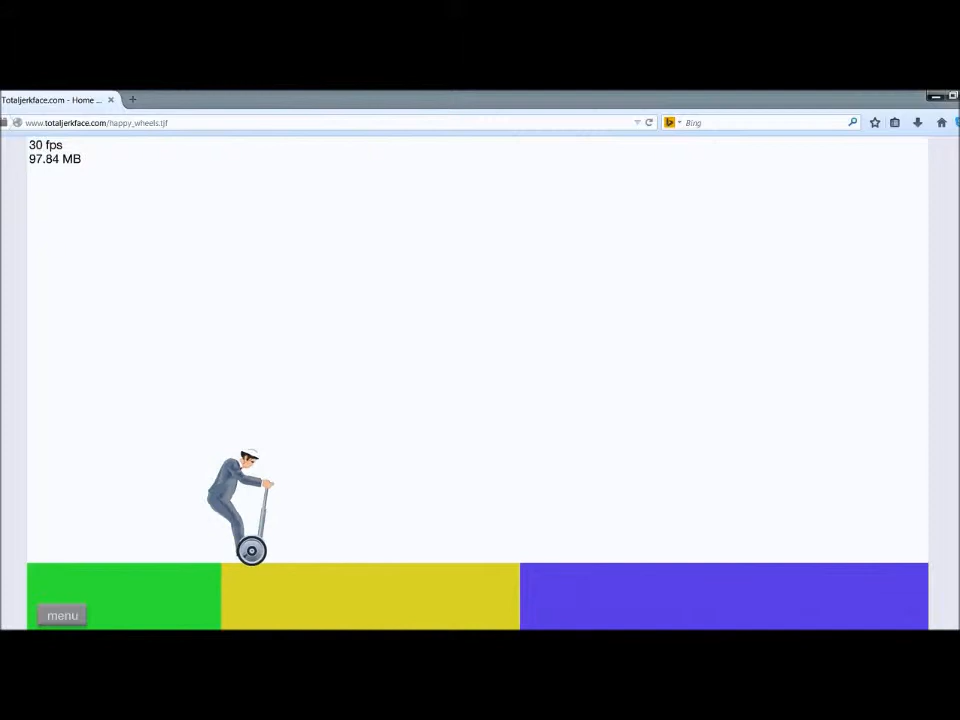 Totaljerkface.com - Home ...
www.totaljerkface.com/happy_wheels.tjf
Bing
30 fps
97.84 MB
menu